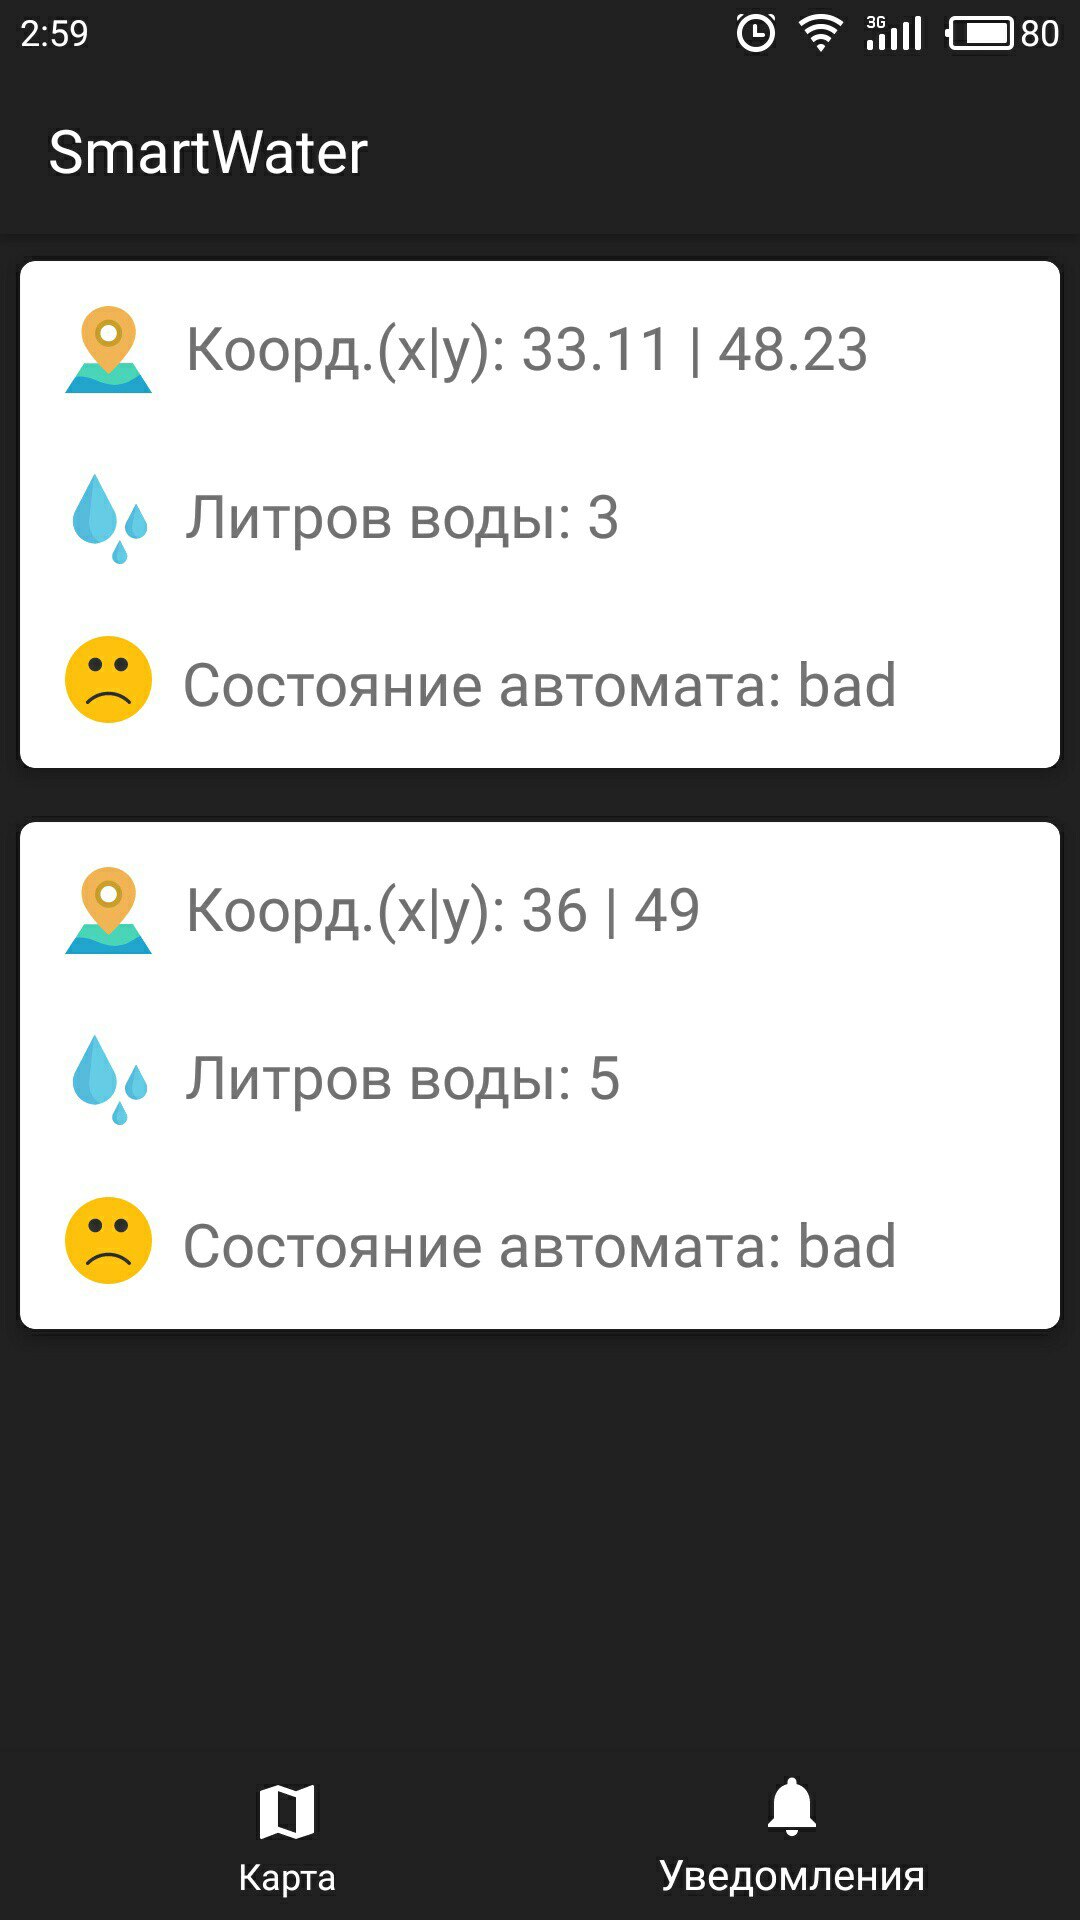 2:59 3G 80
SmartWater
Коорд.(x|y): 33.11 | 48.23
Литров воды: 3
Состояние автомата: bad
Коорд.(x|y): 36 | 49
Литров воды: 5
Состояние автомата: bad
Карта Уведомления